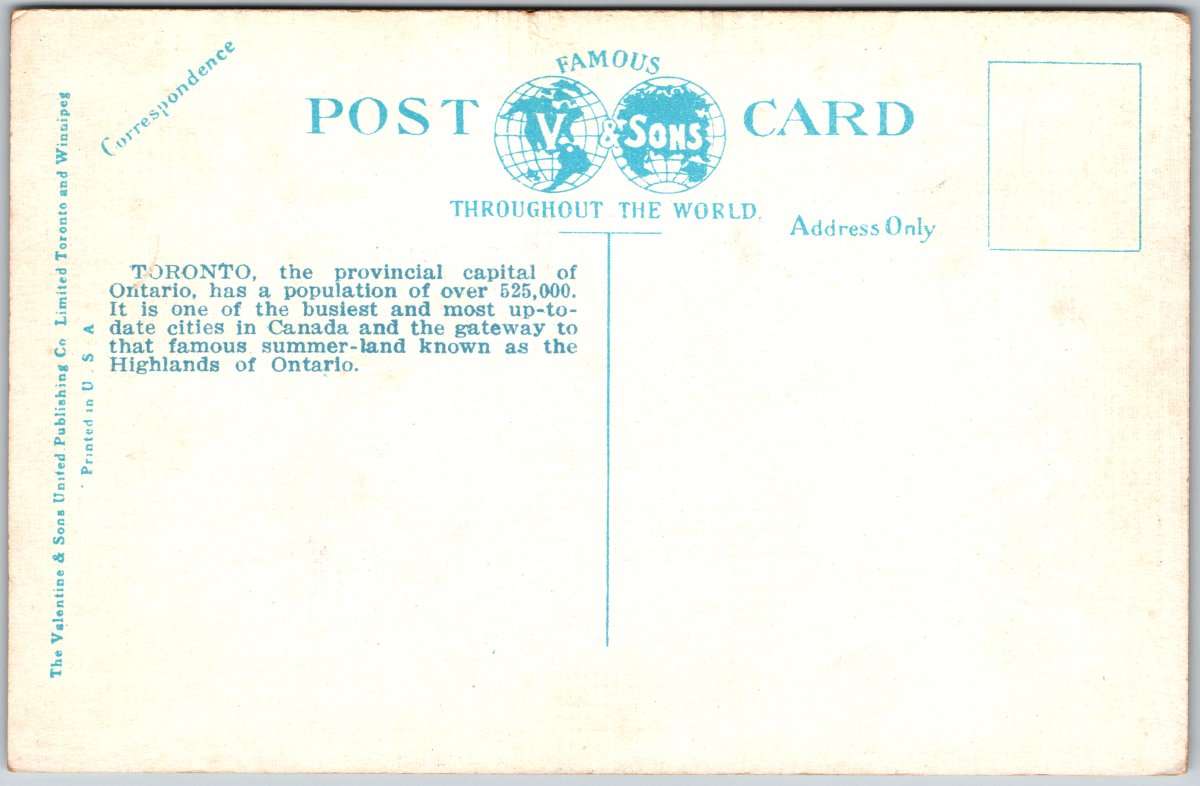 Correspondence
FAMOUS
POST V. & SONS CARD
THROUGHOUT THE WORLD.
Address Only
TORONTO, the provincial capital of
Ontario, has a population of over 525,000.
It is one of the busiest and most up-to-
date cities in Canada and the gateway to
that famous summer-land known as the
Highlands of Ontario.
The Valentine & Sons United Publishing Co Limited Toronto and Winnipeg
Printed in U S A